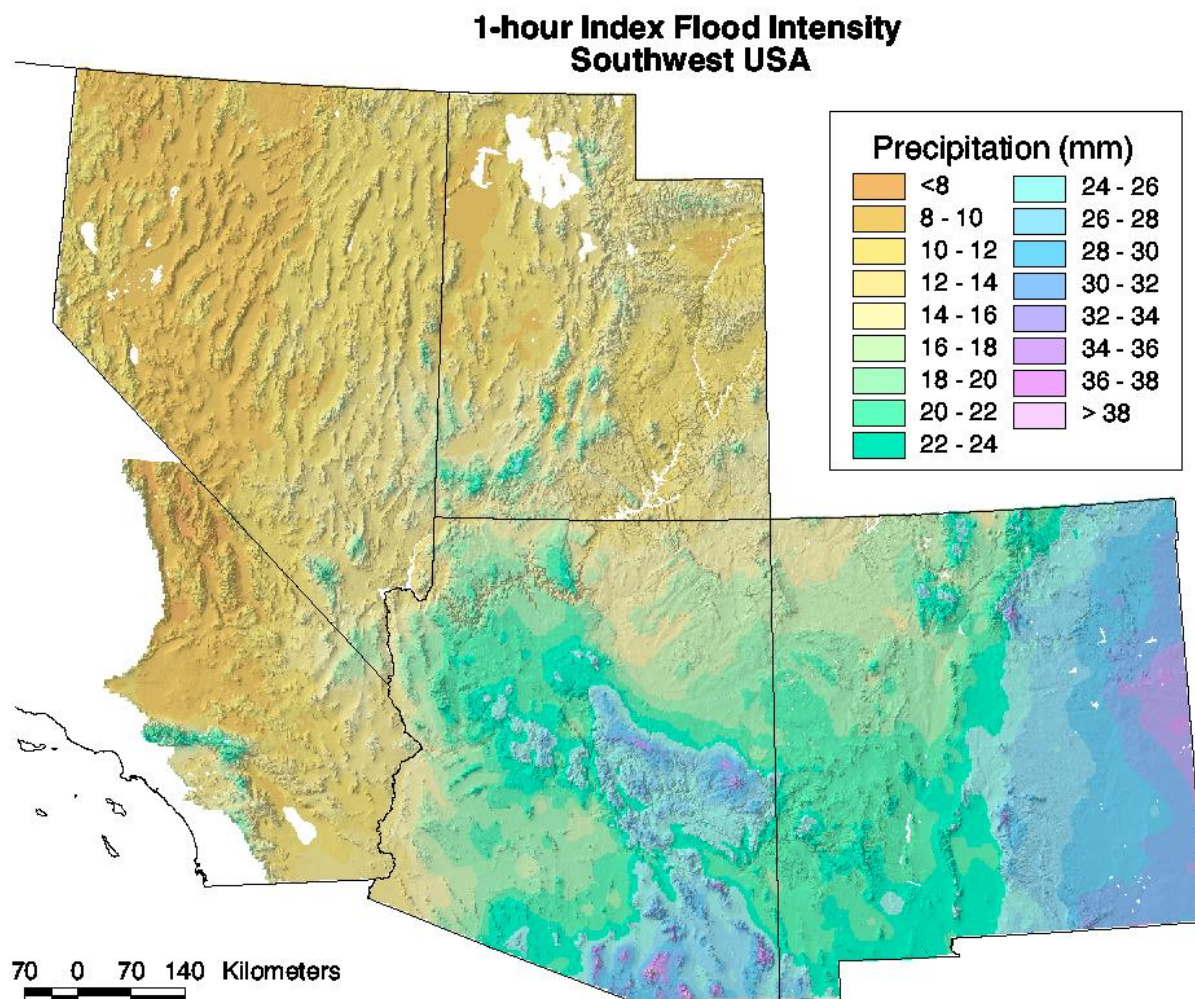 1-hour Index Flood Intensity
Southwest USA
Precipitation (mm)
<8
8 - 10
10 - 12
12 - 14
14 - 16
16 - 18
18 - 20
20 - 22
22 - 24
24 - 26
26 - 28
28 - 30
30 - 32
32 - 34
34 - 36
36 - 38
> 38
70 0 70 140 Kilometers